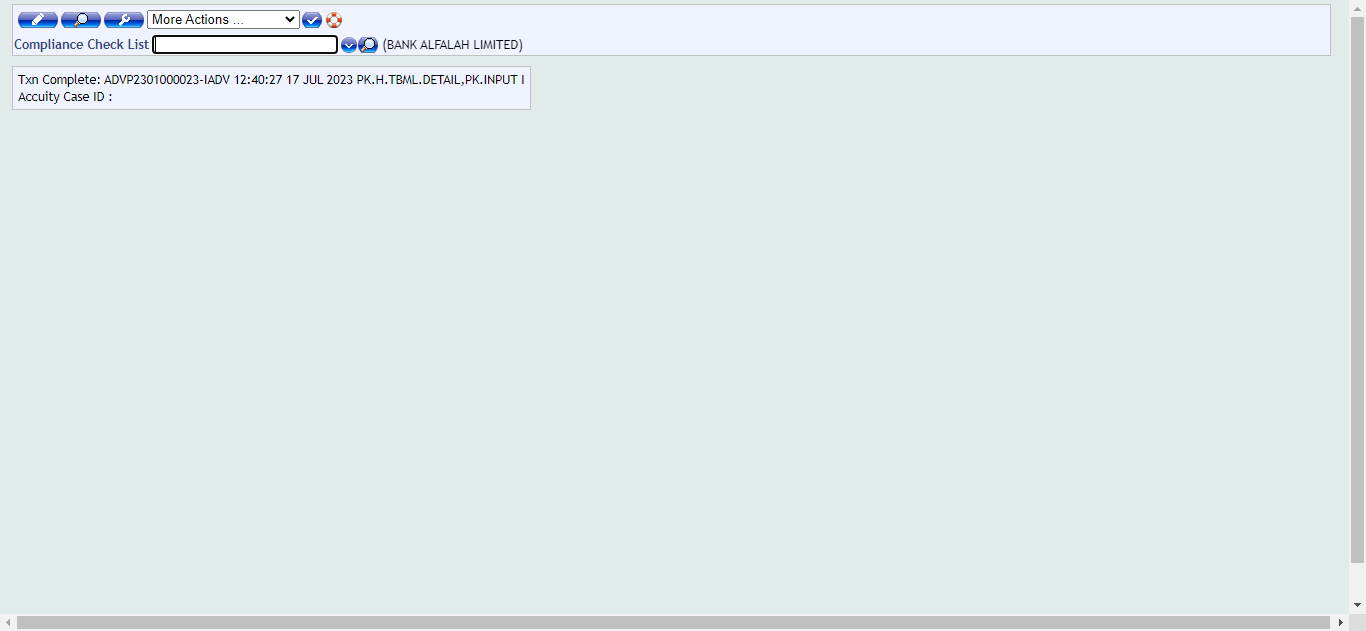 More Actions ...
Compliance Check List (BANK ALFALAH LIMITED)
Txn Complete: ADVP2301000023-IADV 12:40:27 17 JUL 2023 PK.H.TBML.DETAIL,PK.INPUT I
Accuity Case ID :